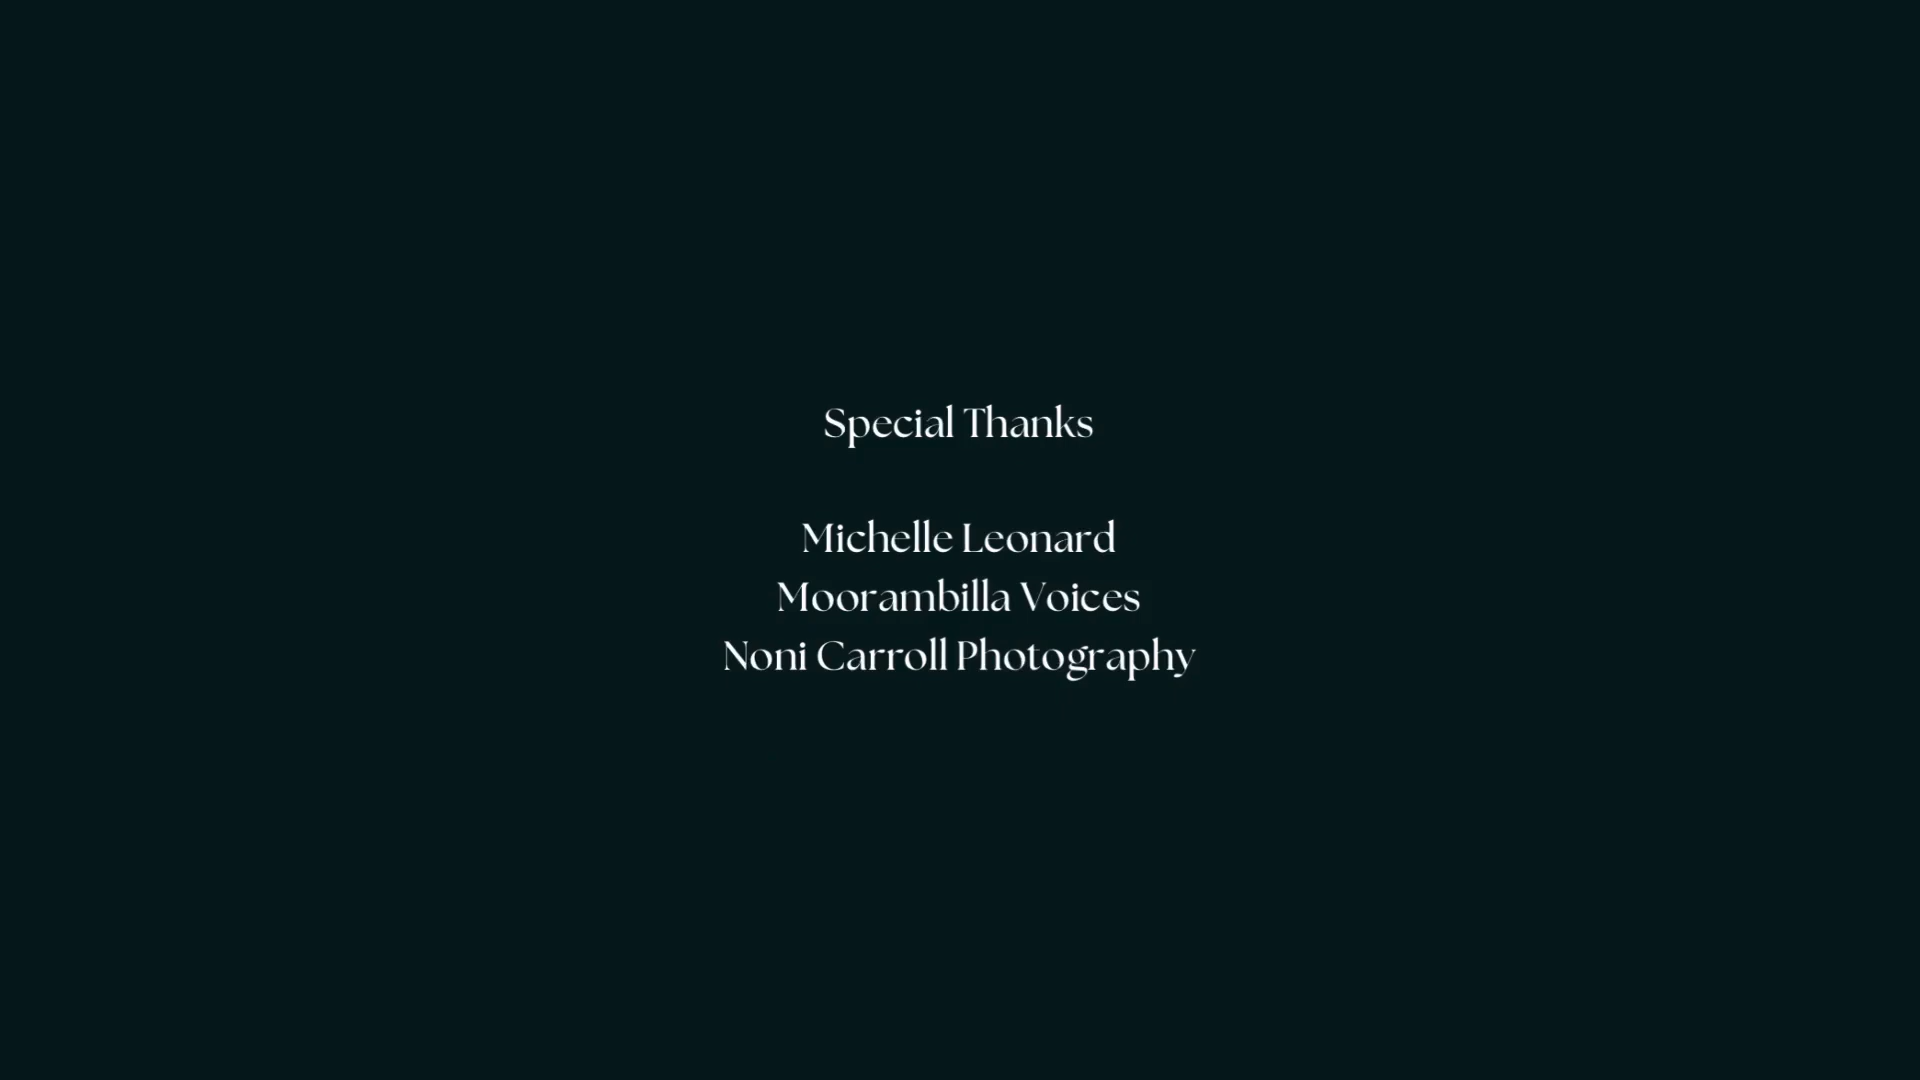 Special Thanks
Michelle Leonard
Moorambilla Voices
Noni Carroll Photography